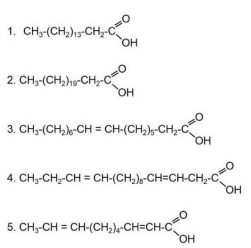 1. CH₃-(CH₂)₁₃-CH₂-C
O
OH
2. CH₃-(CH₂)₁₉-CH₂-C
O
OH
3. CH₃-(CH₂)₆-CH = CH-(CH₂)₅-CH₂-C
O
OH
4. CH₃-CH₂-CH = CH-(CH₂)₈-CH=CH-CH₂-C
O
OH
5. CH₃-CH = CH-(CH₂)₄-CH=CH-C
O
OH